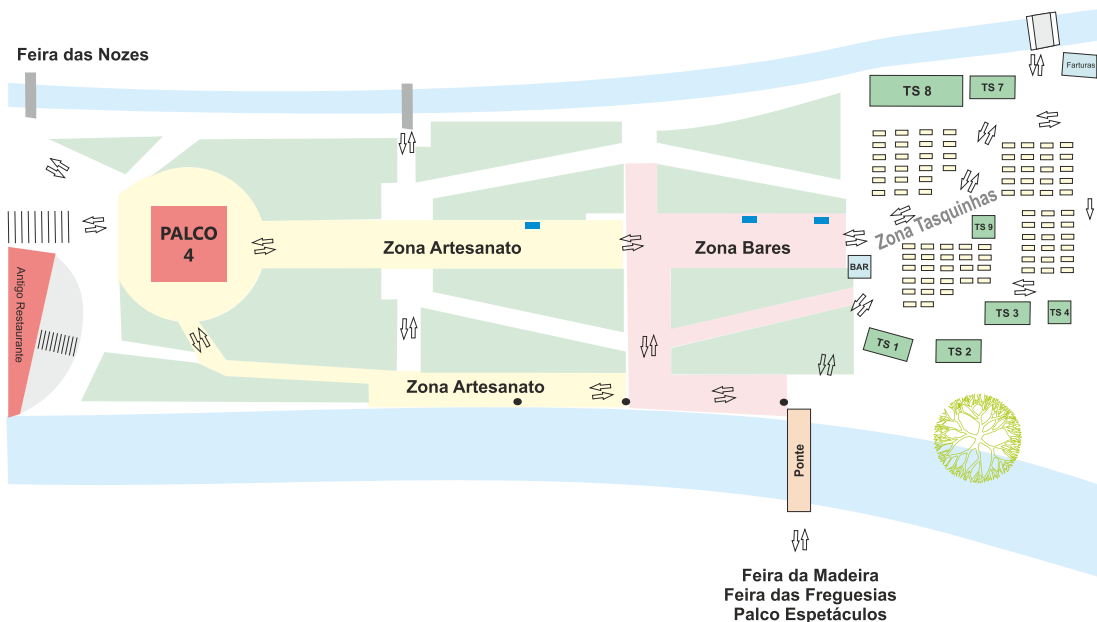 Feira das Nozes
Farturas
TS 8
TS 7
PALCO
4
Zona Artesanato
Zona Bares
Zona Tasquinhas
TS 9
BAR
Antigo Restaurante
TS 3
TS 4
TS 1
TS 2
Zona Artesanato
Ponte
Feira da Madeira
Feira das Freguesias
Palco Espetáculos